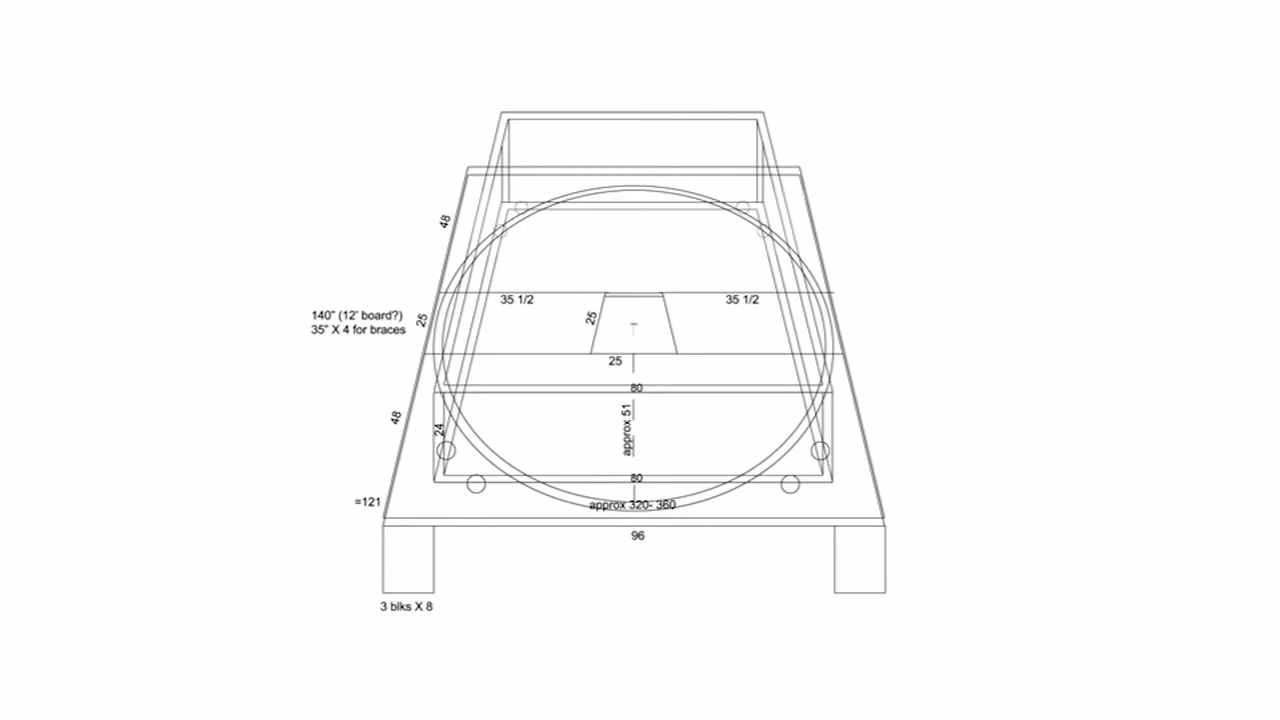 48
35 1/2
35 1/2
140” (12' board?)
35” X 4 for braces
25
25
25
80
48
approx 51
24
80
=121
approx 320- 360
96
3 blks X 8